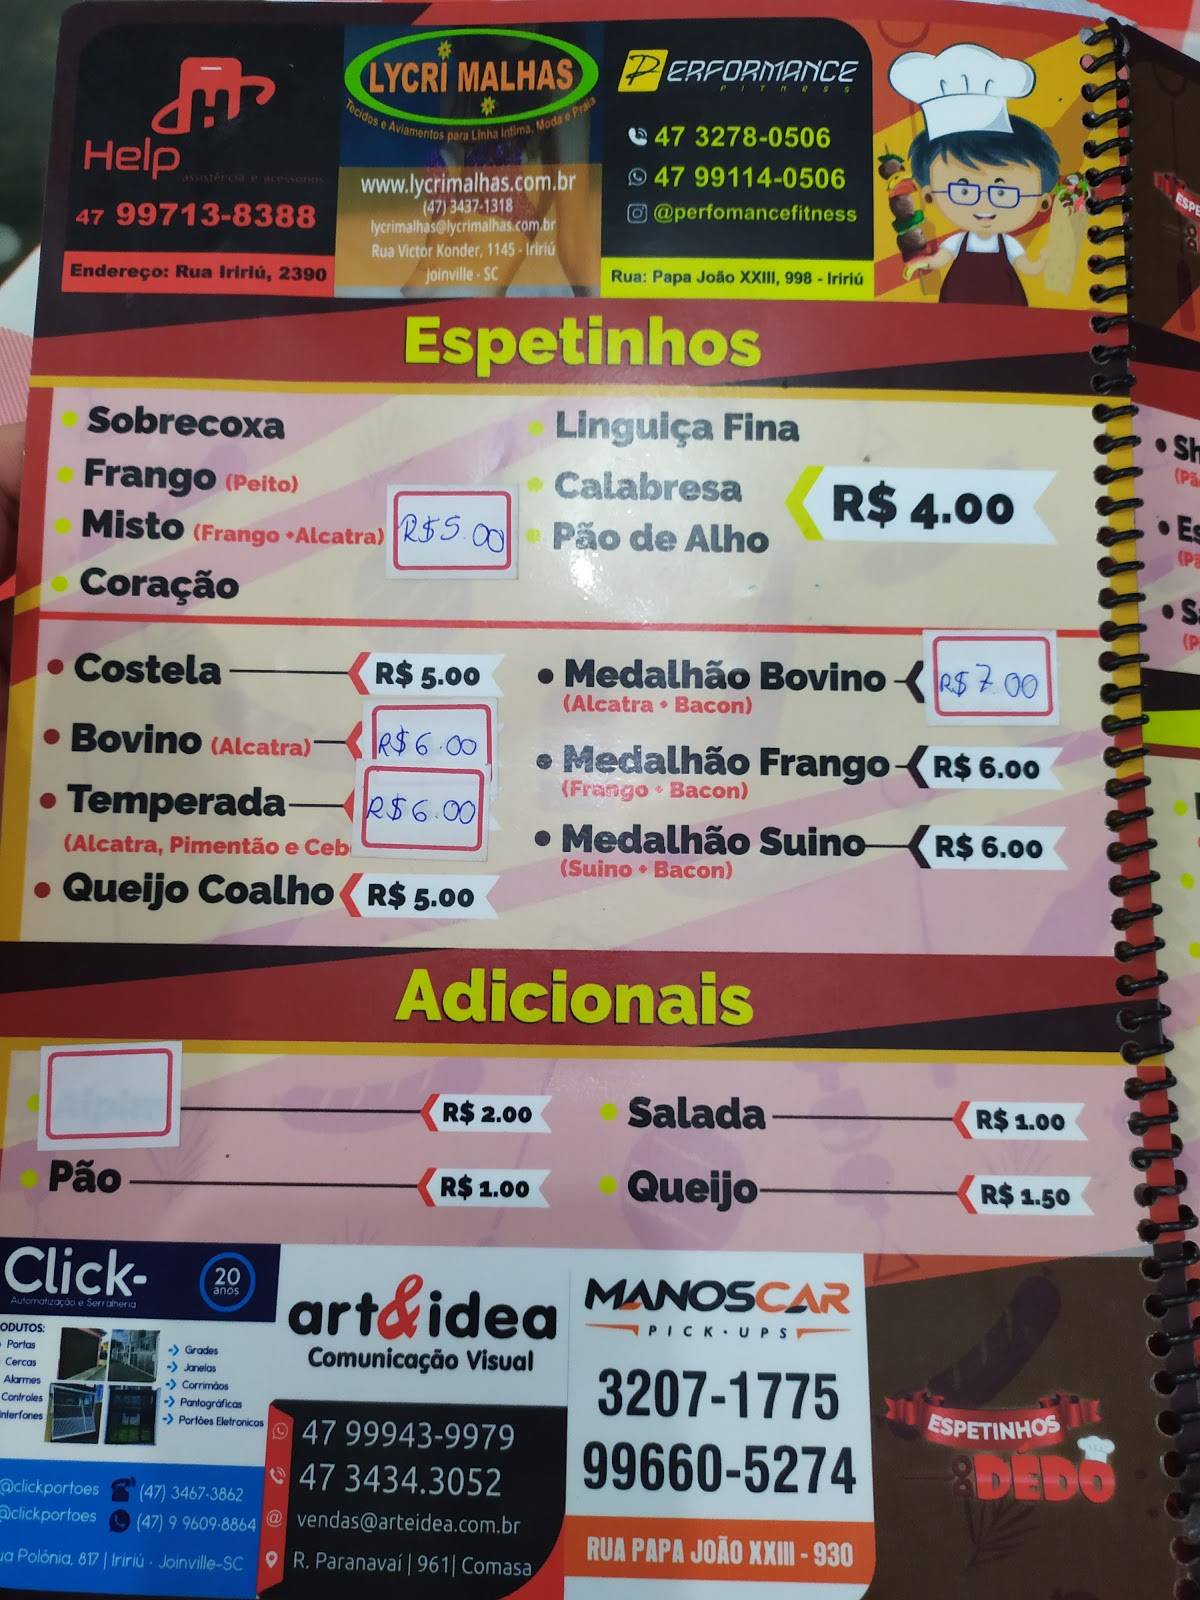 Help
assistência e acessorios
47 99713-8388
Endereço: Rua Iririú, 2390
LYCRI MALHAS
Tecidos e Aviamentos para Linha Íntima, Moda e Praia
www.lycrimalhas.com.br
(47) 3437-1318
lycrimalhas@lycrimalhas.com.br
Rua Victor Konder, 1145 - Iririú
Joinville - SC
PERFORMANCE
FITNESS
47 3278-0506
47 99114-0506
@perfomancefitness
Rua: Papa João XXIII, 998 - Iririú
Espetinhos
Sobrecoxa
Frango (Peito)
Misto (Frango + Alcatra)
Coração
R$5.00
Linguiça Fina
Calabresa
Pão de Alho
R$ 4.00
Costela R$ 5.00
Bovino (Alcatra) R$6.00
Temperada R$6.00
(Alcatra, Pimentão e Ceb
Queijo Coalho R$ 5.00
Medalhão Bovino R$7.00
(Alcatra + Bacon)
Medalhão Frango R$ 6.00
(Frango + Bacon)
Medalhão Suino R$ 6.00
(Suino + Bacon)
Adicionais
R$ 2.00
Pão R$ 1.00
Salada R$ 1.00
Queijo R$ 1.50
Click-
Automatização e Serralheria
20
anos
ODUTOS:
Portas
Cercas
Alarmes
Controles
Interfones
Grades
Janelas
Corrimãos
Pantográficas
Portões Eletronicos
@clickportoes
(47) 3467-3862
@clickportoes
(47) 9 9609-8864
ua Polônia, 817 | Iririú - Joinville-SC
art&idea
Comunicação Visual
47 99943-9979
47 3434.3052
vendas@arteidea.com.br
R. Paranavaí | 961| Comasa
MANOSCAR
PICK-UPS
3207-1775
99660-5274
RUA PAPA JOÃO XXIII - 930
ESPETINHOS
DÉDO